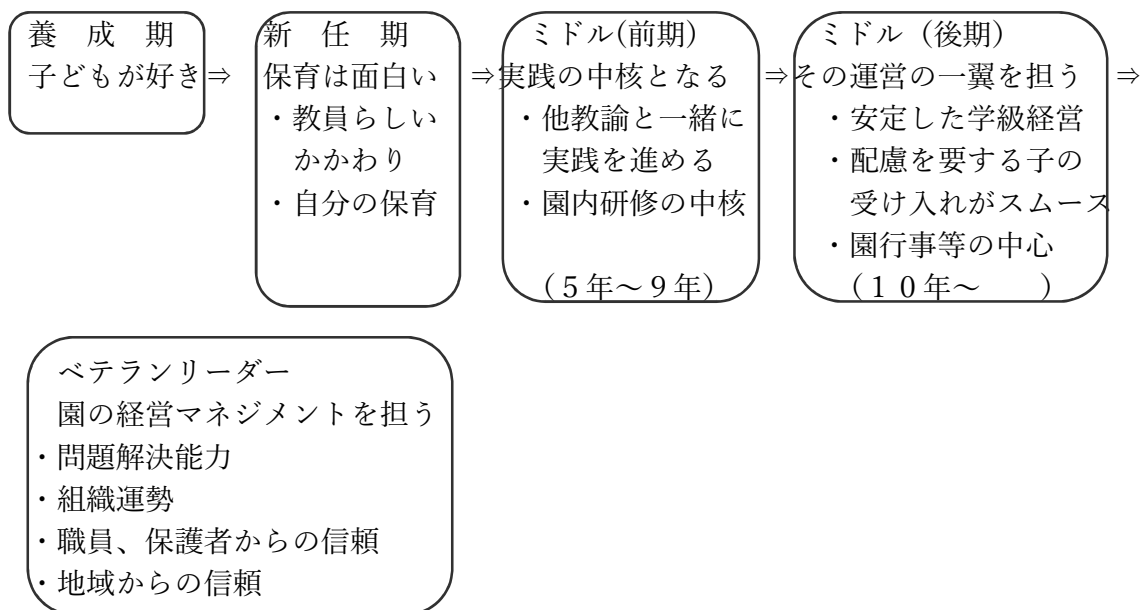 養 成 期
子どもが好き⇒
新 任 期
保育は面白い
・教員らしい
かかわり
・自分の保育
ミドル(前期)
⇒実践の中核となる
・他教諭と一緒に
実践を進める
・園内研修の中核
(5年~9年)
ミドル (後期)
⇒その運営の一翼を担う ⇒
・安定した学級経営
・配慮を要する子の
受け入れがスムース
・園行事等の中心
(10年~ )
ベテランリーダー
園の経営マネジメントを担う
・問題解決能力
・組織運勢
・職員、保護者からの信頼
・地域からの信頼